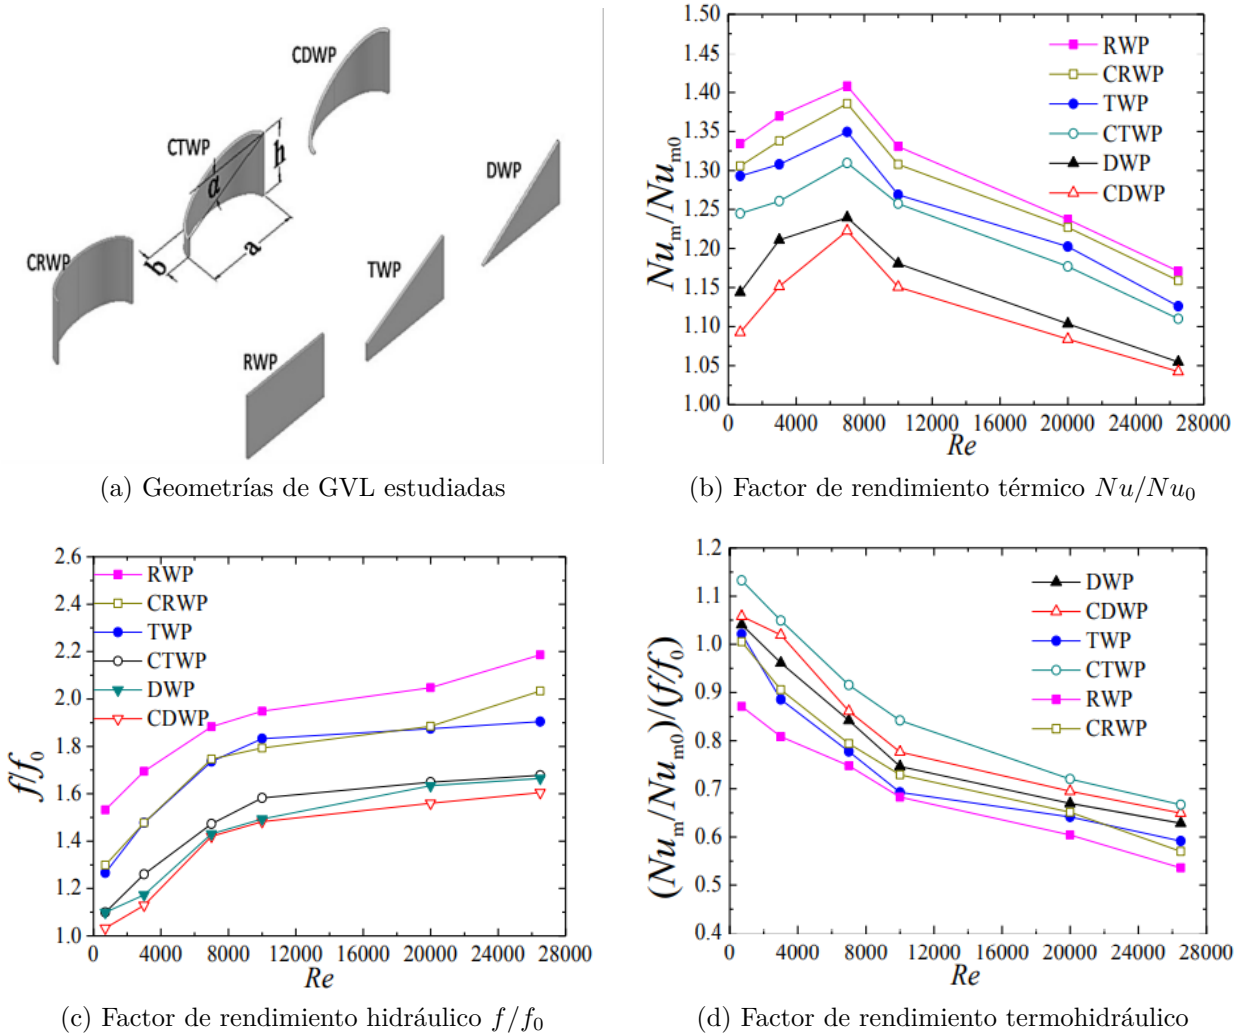 CDWP
CTWP
h
α
DWP
CRWP
b
a
TWP
RWP
(a) Geometrías de GVL estudiadas
1.50
1.45
1.40
1.35
1.30
1.25
1.20
1.15
1.10
1.05
1.00
Nu_m/Nu_m0
RWP
CRWP
TWP
CTWP
DWP
CDWP
0 4000 8000 12000 16000 20000 24000 28000
Re
(b) Factor de rendimiento térmico Nu/Nu₀
2.6
2.4
2.2
2.0
1.8
1.6
1.4
1.2
1.0
f/f₀
RWP
CRWP
TWP
CTWP
DWP
CDWP
0 4000 8000 12000 16000 20000 24000 28000
Re
(c) Factor de rendimiento hidráulico f/f₀
1.2
1.1
1.0
0.9
0.8
0.7
0.6
0.5
0.4
(Nu_m/Nu_m0)/(f/f₀)
DWP
CDWP
TWP
CTWP
RWP
CRWP
0 4000 8000 12000 16000 20000 24000 28000
Re
(d) Factor de rendimiento termohidráulico